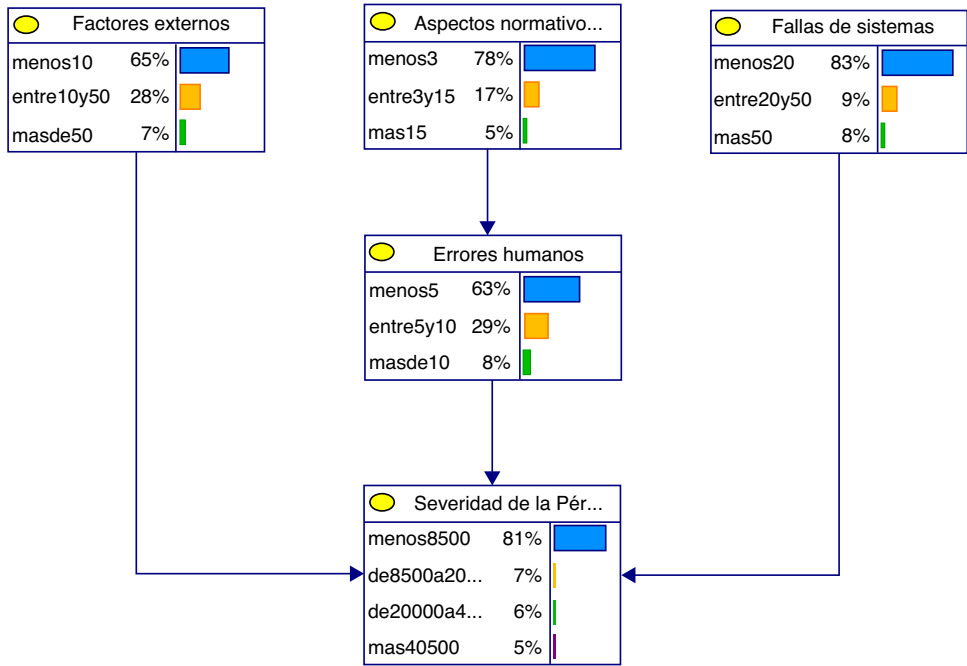 Factores externos
menos10 65%
entre10y50 28%
masde50 7%
Aspectos normativo...
menos3 78%
entre3y15 17%
mas15 5%
Fallas de sistemas
menos20 83%
entre20y50 9%
mas50 8%
Errores humanos
menos5 63%
entre5y10 29%
masde10 8%
Severidad de la Pér...
menos8500 81%
de8500a20... 7%
de20000a4... 6%
mas40500 5%